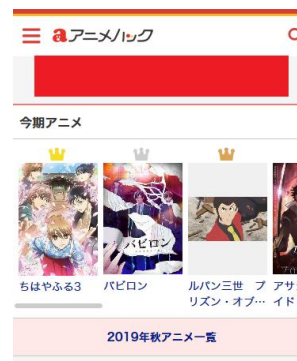 アニメハック
今期アニメ
バビロン
ちはやふる3
バビロン
ルパン三世 プ
リズン・オブ…
アサ
イド
2019年秋アニメ一覧